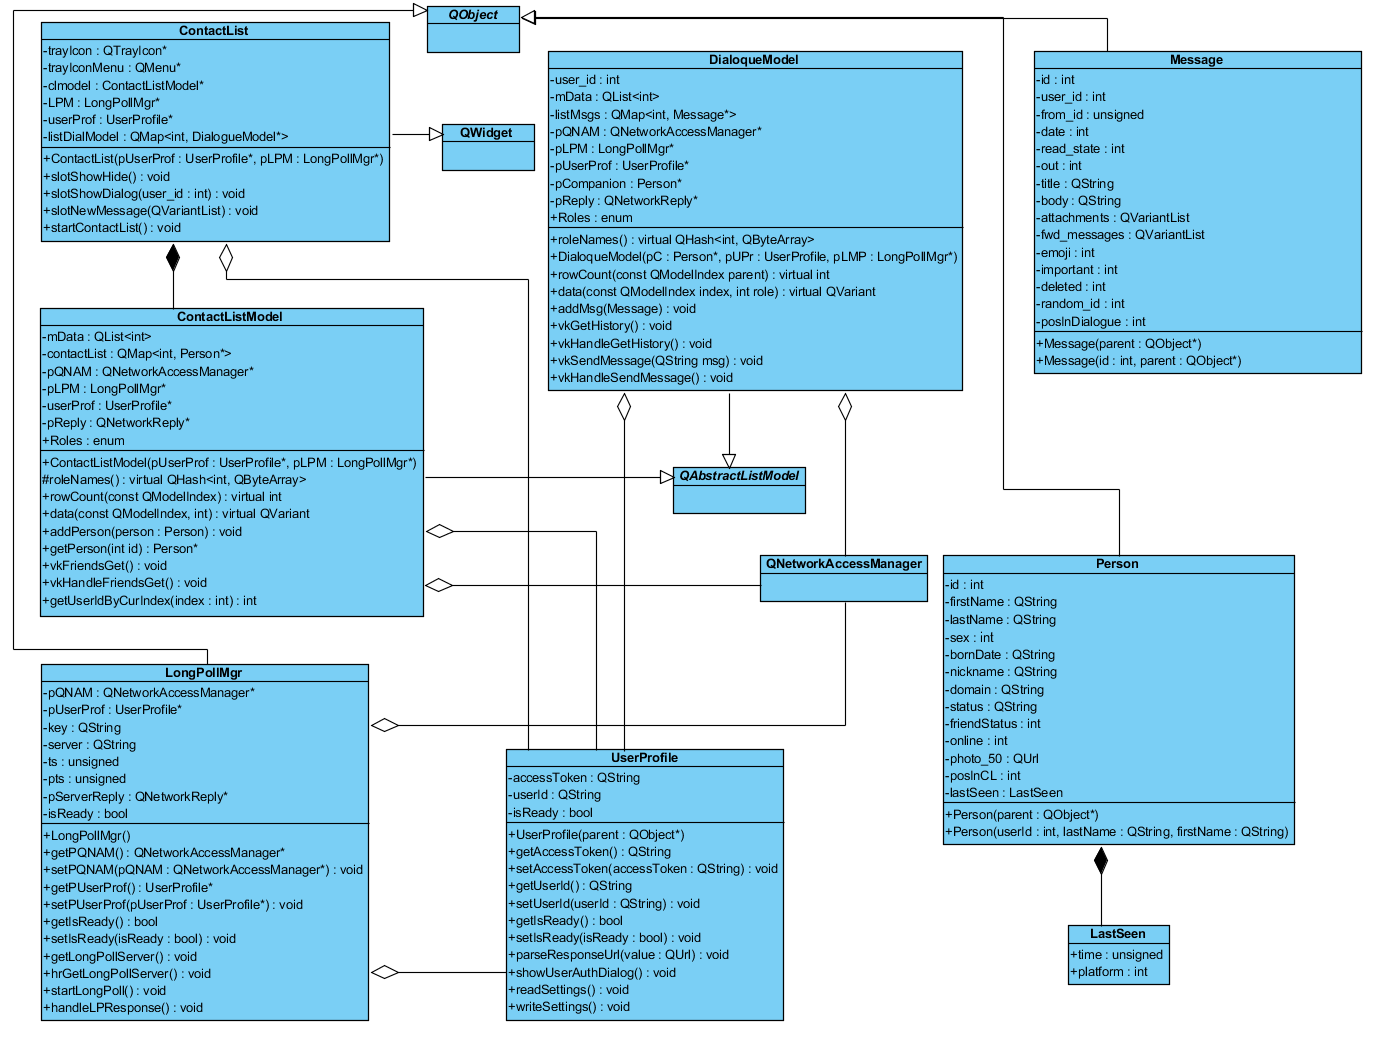 QObject
ContactList
-trayIcon : QTrayIcon*
-trayIconMenu : QMenu*
-clmodel : ContactListModel*
-LPM : LongPollMgr*
-userProf : UserProfile*
-listDialModel : QMap<int, DialogueModel*>
+ContactList(pUserProf : UserProfile*, pLPM : LongPollMgr*)
+slotShowHide() : void
+slotShowDialog(user_id : int) : void
+slotNewMessage(QVariantList) : void
+startContactList() : void
QWidget
DialoqueModel
-user_id : int
-mData : QList<int>
-listMsgs : QMap<int, Message*>
-pQNAM : QNetworkAccessManager*
-pLPM : LongPollMgr*
-pUserProf : UserProfile*
-pCompanion : Person*
-pReply : QNetworkReply*
+Roles : enum
+roleNames() : virtual QHash<int, QByteArray>
+DialoqueModel(pC : Person*, pUPr : UserProfile, pLMP : LongPollMgr*)
+rowCount(const QModelIndex parent) : virtual int
+data(const QModelIndex index, int role) : virtual QVariant
+addMsg(Message) : void
+vkGetHistory() : void
+vkHandleGetHistory() : void
+vkSendMessage(QString msg) : void
+vkHandleSendMessage() : void
Message
-id : int
-user_id : int
-from_id : unsigned
-date : int
-read_state : int
-out : int
-title : QString
-body : QString
-attachments : QVariantList
-fwd_messages : QVariantList
-emoji : int
-important : int
-deleted : int
-random_id : int
-posInDialogue : int
+Message(parent : QObject*)
+Message(id : int, parent : QObject*)
ContactListModel
-mData : QList<int>
-contactList : QMap<int, Person*>
-pQNAM : QNetworkAccessManager*
-pLPM : LongPollMgr*
-userProf : UserProfile*
-pReply : QNetworkReply*
+Roles : enum
+ContactListModel(pUserProf : UserProfile*, pLPM : LongPollMgr*)
#roleNames() : virtual QHash<int, QByteArray>
+rowCount(const QModelIndex) : virtual int
+data(const QModelIndex, int) : virtual QVariant
+addPerson(person : Person) : void
+getPerson(int id) : Person*
+vkFriendsGet() : void
+vkHandleFriendsGet() : void
+getUserIdByCurIndex(index : int) : int
QAbstractListModel
QNetworkAccessManager
Person
-id : int
-firstName : QString
-lastName : QString
-sex : int
-bornDate : QString
-nickname : QString
-domain : QString
-status : QString
-friendStatus : int
-online : int
-photo_50 : QUrl
-posInCL : int
-lastSeen : LastSeen
+Person(parent : QObject*)
+Person(userId : int, lastName : QString, firstName : QString)
LongPollMgr
-pQNAM : QNetworkAccessManager*
-pUserProf : UserProfile*
-key : QString
-server : QString
-ts : unsigned
-pts : unsigned
-pServerReply : QNetworkReply*
-isReady : bool
+LongPollMgr()
+getPQNAM() : QNetworkAccessManager*
+setPQNAM(pQNAM : QNetworkAccessManager*) : void
+getPUserProf() : UserProfile*
+setPUserProf(pUserProf : UserProfile*) : void
+getIsReady() : bool
+setIsReady(isReady : bool) : void
+getLongPollServer() : void
+hrGetLongPollServer() : void
+startLongPoll() : void
+handleLPResponse() : void
UserProfile
-accessToken : QString
-userId : QString
-isReady : bool
+UserProfile(parent : QObject*)
+getAccessToken() : QString
+setAccessToken(accessToken : QString) : void
+getUserId() : QString
+setUserId(userId : QString) : void
+getIsReady() : bool
+setIsReady(isReady : bool) : void
+parseResponseUrl(value : QUrl) : void
+showUserAuthDialog() : void
+readSettings() : void
+writeSettings() : void
LastSeen
+time : unsigned
+platform : int